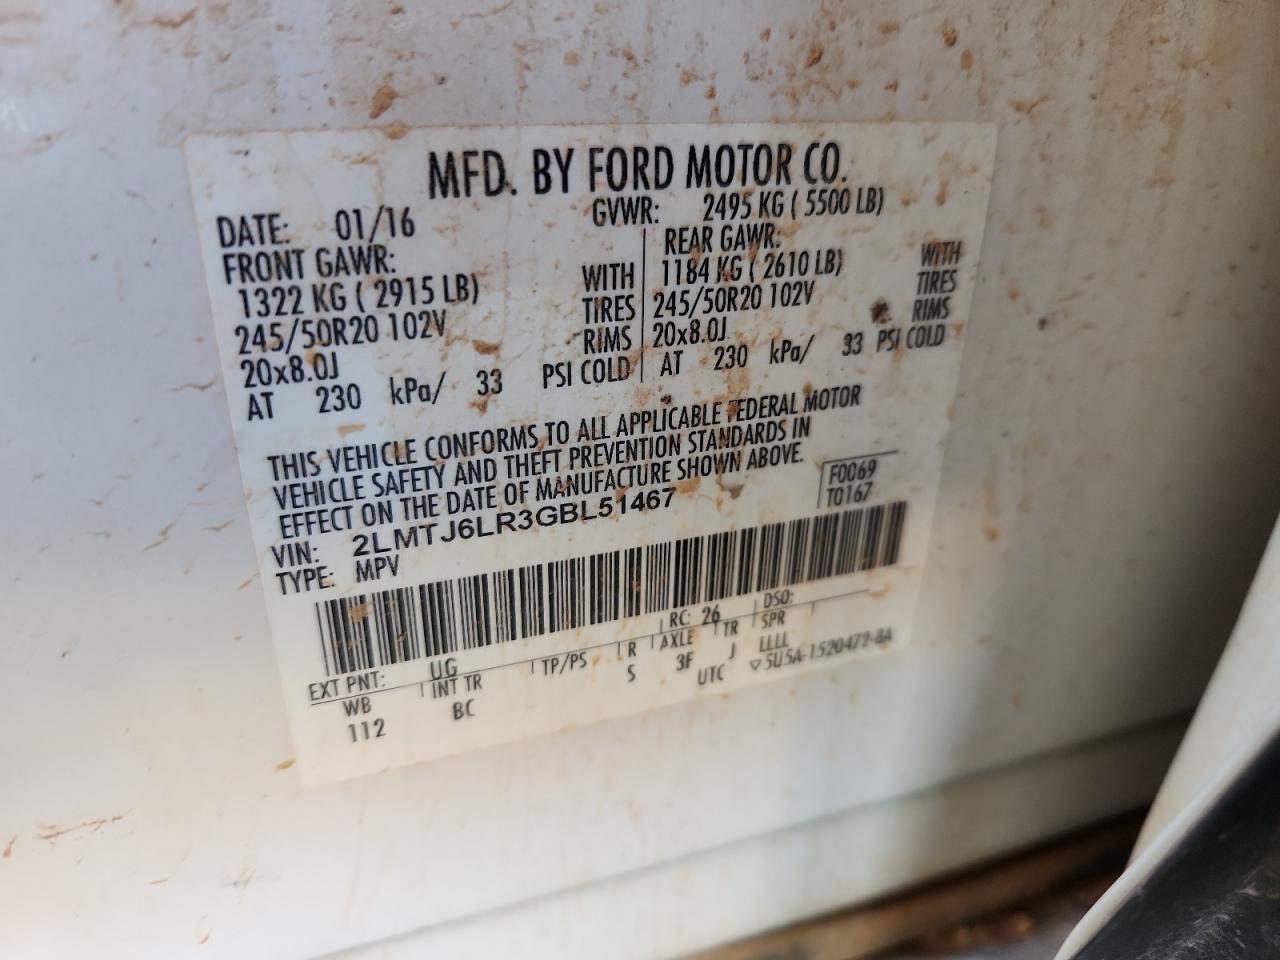 MFD. BY FORD MOTOR CO.
DATE: 01/16 GVWR: 2495 KG ( 5500 LB)
FRONT GAWR: REAR GAWR:
1322 KG ( 2915 LB) WITH 1184 KG ( 2610 LB) WITH
245/50R20 102V TIRES 245/50R20 102V TIRES
20x8.0J RIMS 20x8.0J RIMS
AT 230 kPa/ 33 PSI COLD AT 230 kPa/ 33 PSI COLD
THIS VEHICLE CONFORMS TO ALL APPLICABLE FEDERAL MOTOR
VEHICLE SAFETY AND THEFT PREVENTION STANDARDS IN
EFFECT ON THE DATE OF MANUFACTURE SHOWN ABOVE.
F0069
T0167
VIN: 2LMTJ6LR3GBL51467
TYPE: MPV
EXT PNT: UG RC: 26 DSO:
WB INT TR TP/PS R AXLE TR SPR
112 BC S 3F J LLLL
UTC ▽5U5A-1520472-BA